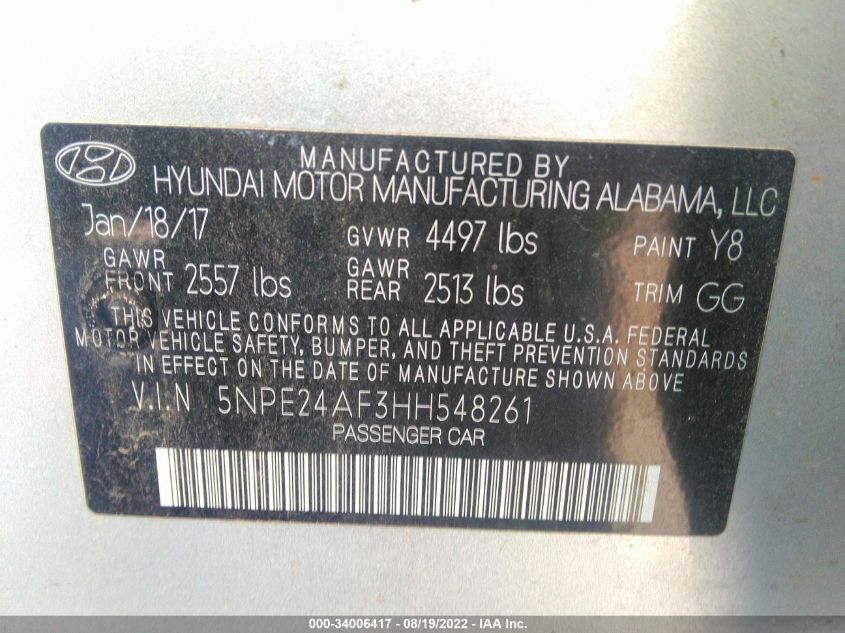 MANUFACTURED BY
HYUNDAI MOTOR MANUFACTURING ALABAMA, LLC
Jan/18/17 GVWR 4497 lbs PAINT Y8
GAWR FRONT 2557 lbs GAWR REAR 2513 lbs TRIM GG
THIS VEHICLE CONFORMS TO ALL APPLICABLE U.S.A. FEDERAL
MOTOR VEHICLE SAFETY, BUMPER, AND THEFT PREVENTION STANDARDS
IN EFFECT ON THE DATE OF MANUFACTURE SHOWN ABOVE
V.I.N 5NPE24AF3HH548261
PASSENGER CAR
000-34006417 - 08/19/2022 - IAA Inc.